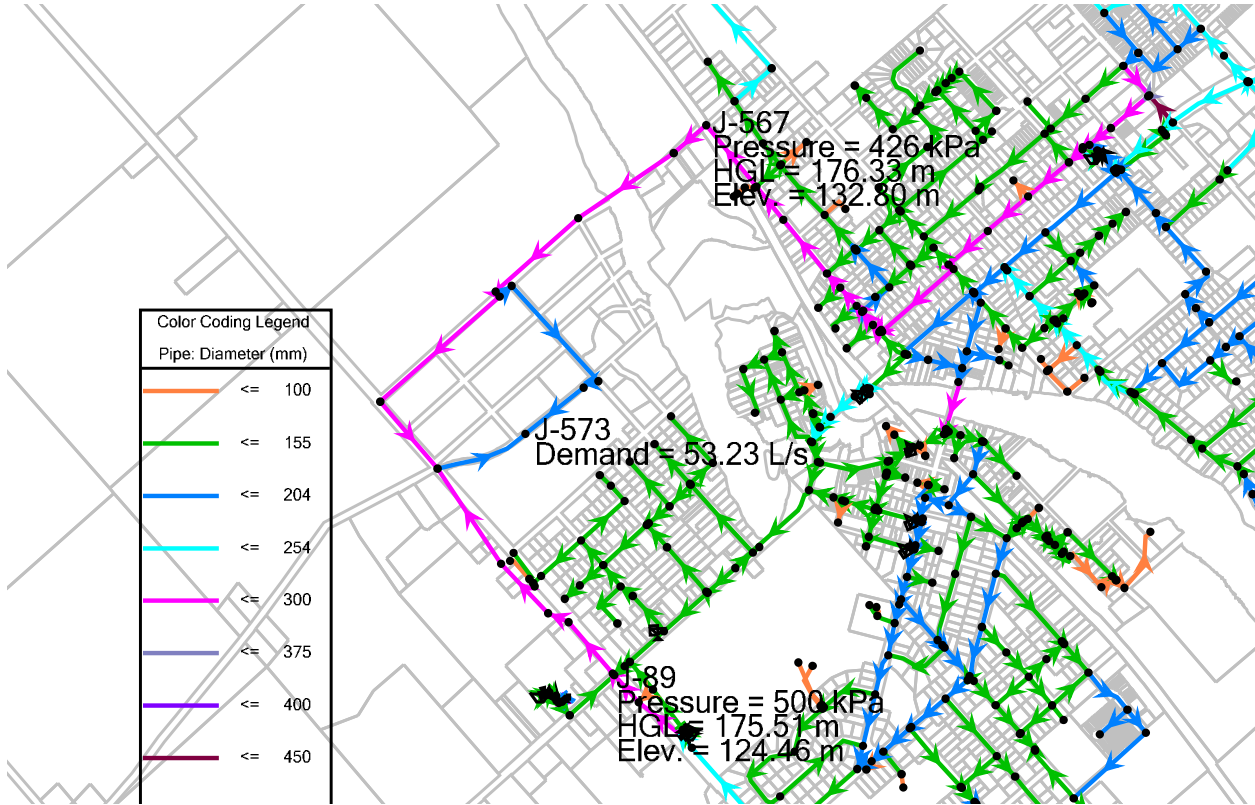 J-567
Pressure = 426 kPa
HGL = 176.33 m
Elev. = 132.80 m
Color Coding Legend
Pipe: Diameter (mm)
<= 100
<= 155
<= 204
<= 254
<= 300
<= 375
<= 400
<= 450
J-573
Demand = 53.23 L/s
J-89
Pressure = 500 kPa
HGL = 175.51 m
Elev. = 124.46 m